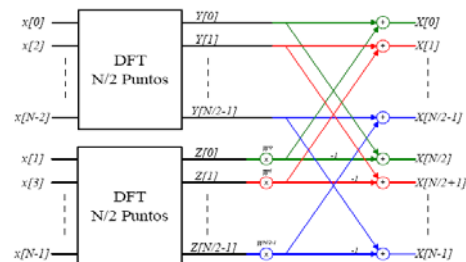 x[0] Y[0] X[0]
x[2] Y[1] X[1]
DFT
N/2 Puntos
x[N-2] Y[N/2-1] X[N/2-1]
x[1] Z[0] x -1 X[N/2]
x[3] Z[1] x -1 X[N/2+1]
DFT
N/2 Puntos
x[N-1] Z[N/2-1] x -1 X[N-1]